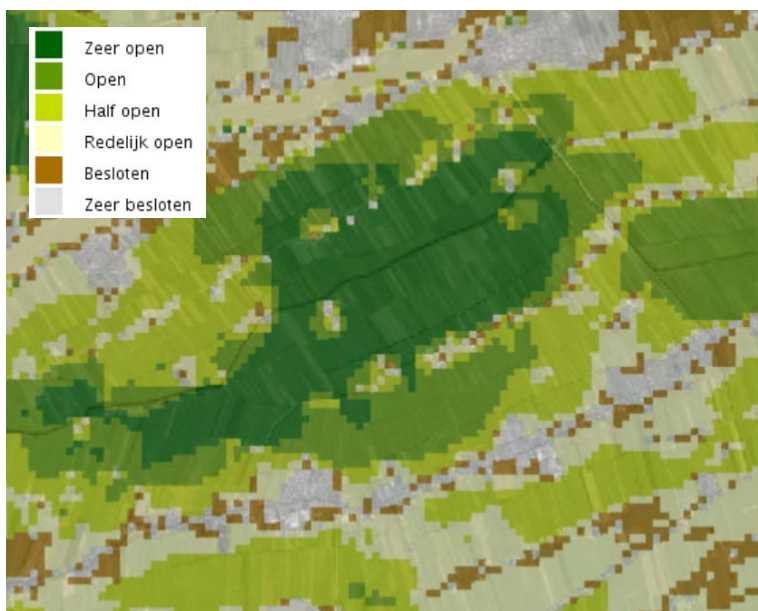 Zeer open
Open
Half open
Redelijk open
Besloten
Zeer besloten